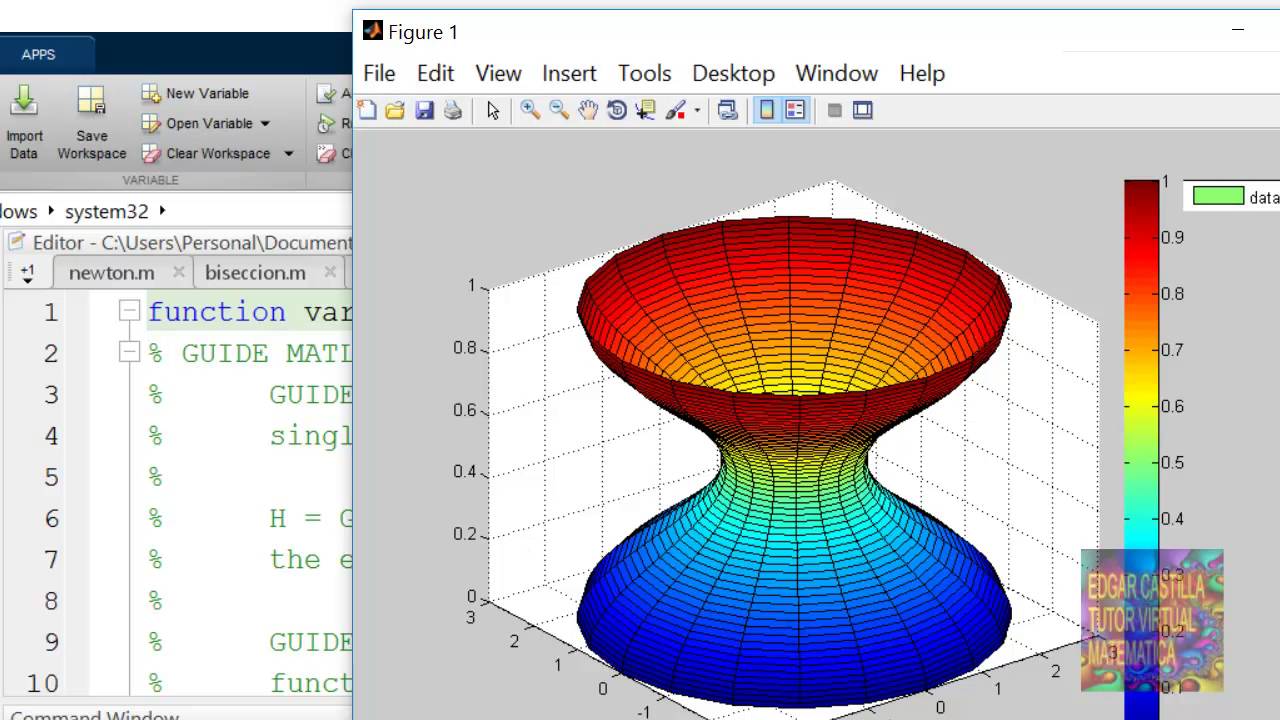 APPS
Import
Data
Save
Workspace
New Variable
Open Variable
Clear Workspace
VARIABLE
system32
Editor - C:\Users\Personal\Document
+1
newton.m
biseccion.m
1 function var
2 % GUIDE MATL
3 % GUIDE
4 % singl
5 %
6 % H = G
7 % the e
8 %
9 % GUIDE
10 % funct
Command Window
Figure 1
File Edit View Insert Tools Desktop Window Help
1
0.8
0.6
0.4
0.2
0
3
2
1
0
-1
0
1
2
3
1
0.9
0.8
0.7
0.6
0.5
0.4
0.2
0.1
data
EDGAR CASTILLA
TUTOR VIRTUAL
MATEMATICA